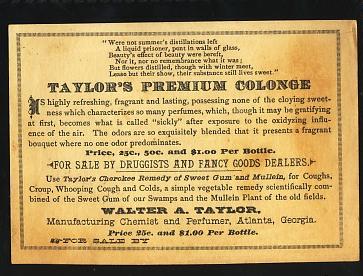 "Were not summer's distillations left
A liquid prisoner, pent in walls of glass,
Beauty's effect of beauty were bereft,
Nor it, nor no remembrance what it was;
But flowers distilled, though with winter meet,
Lease but their show, their substance still lives sweet."
TAYLOR'S PREMIUM COLONGE
IS highly refreshing, fragrant and lasting, possessing none of the cloying sweet-
ness which characterizes so many perfumes, which, though it may be gratifying
at first, becomes what is called "sickly" after exposure to the oxidyzing influ-
ence of the air. The odors are so exquisitely blended that it presents a fragrant
bouquet where no one odor predominates.
Price, 25c. 50c. and $1.00 Per Bottle.
FOR SALE BY DRUGGISTS AND FANCY GOODS DEALERS.
Use Taylor's Cherokee Remedy of Sweet Gum and Mullein, for Coughs,
Croup, Whooping Cough and Colds, a simple vegetable remedy scientifically com-
bined of the Sweet Gum of our Swamps and the Mullein Plant of the old fields.
WALTER A. TAYLOR,
Manufacturing Chemist and Perfumer, Atlanta, Georgia.
Price 25c. and $1.00 Per Bottle.
FOR SALE BY